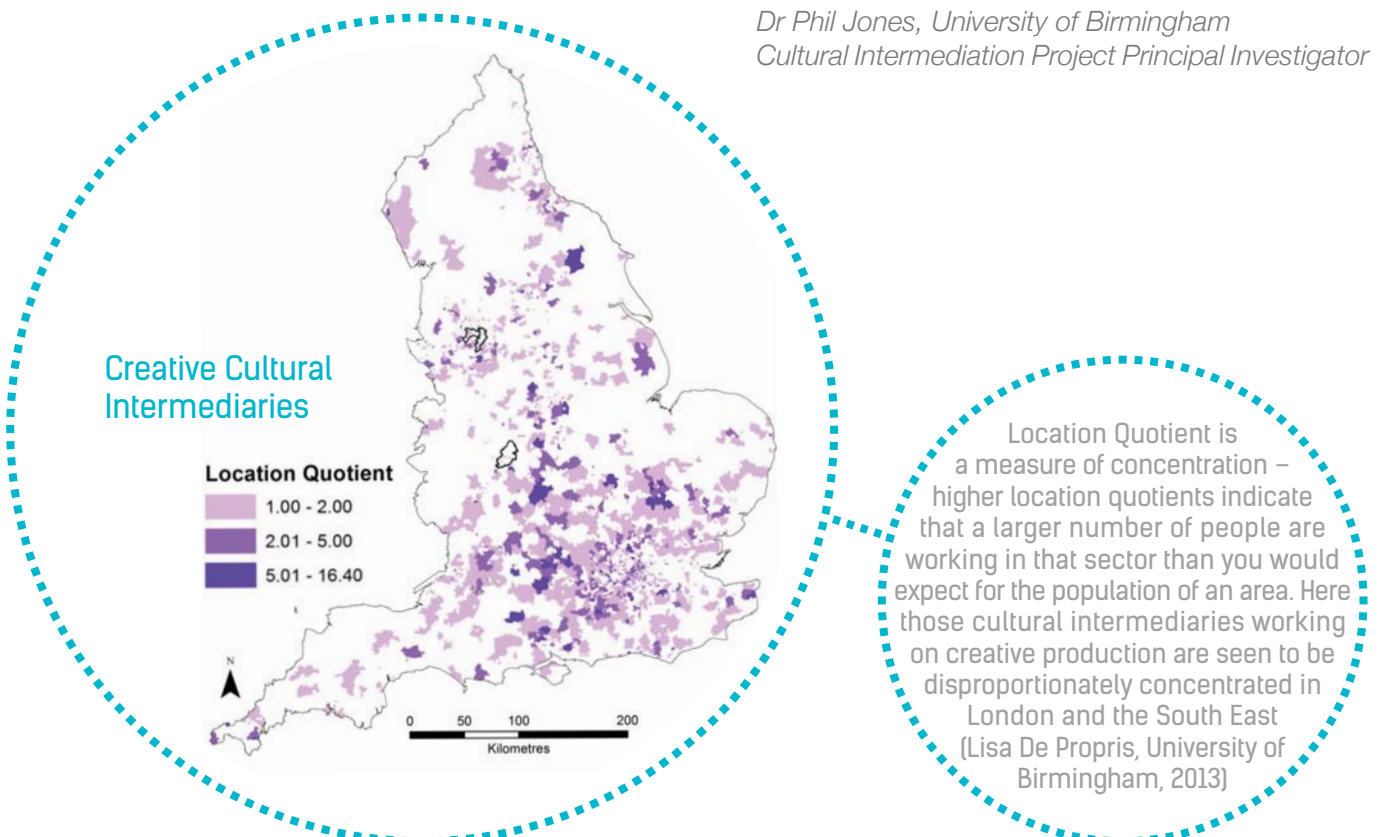 Dr Phil Jones, University of Birmingham
Cultural Intermediation Project Principal Investigator
Creative Cultural
Intermediaries
Location Quotient
1.00 - 2.00
2.01 - 5.00
5.01 - 16.40
N
0 50 100 200
Kilometres
Location Quotient is
a measure of concentration –
higher location quotients indicate
that a larger number of people are
working in that sector than you would
expect for the population of an area. Here
those cultural intermediaries working
on creative production are seen to be
disproportionately concentrated in
London and the South East
(Lisa De Propris, University of
Birmingham, 2013)